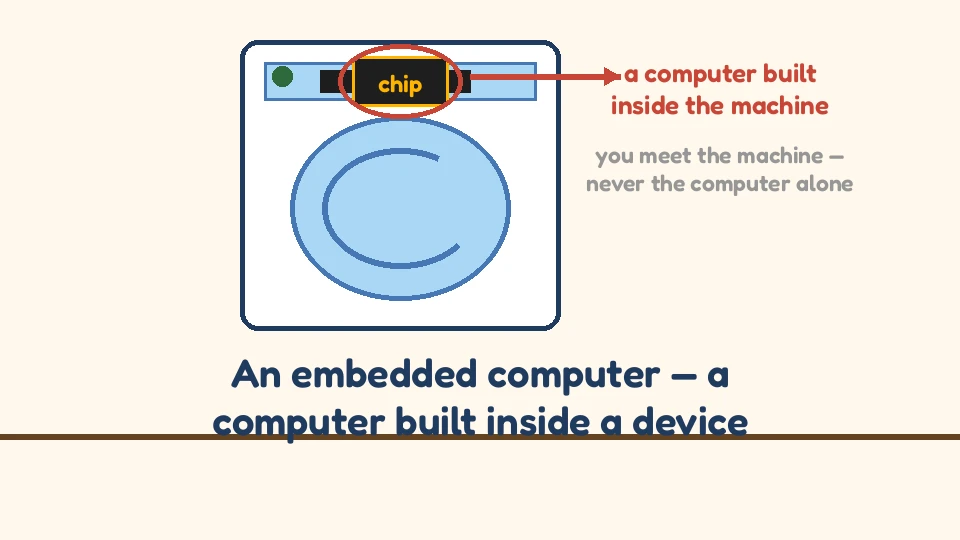 chip
a computer built
inside the machine
you meet the machine —
never the computer alone
An embedded computer — a
computer built inside a device